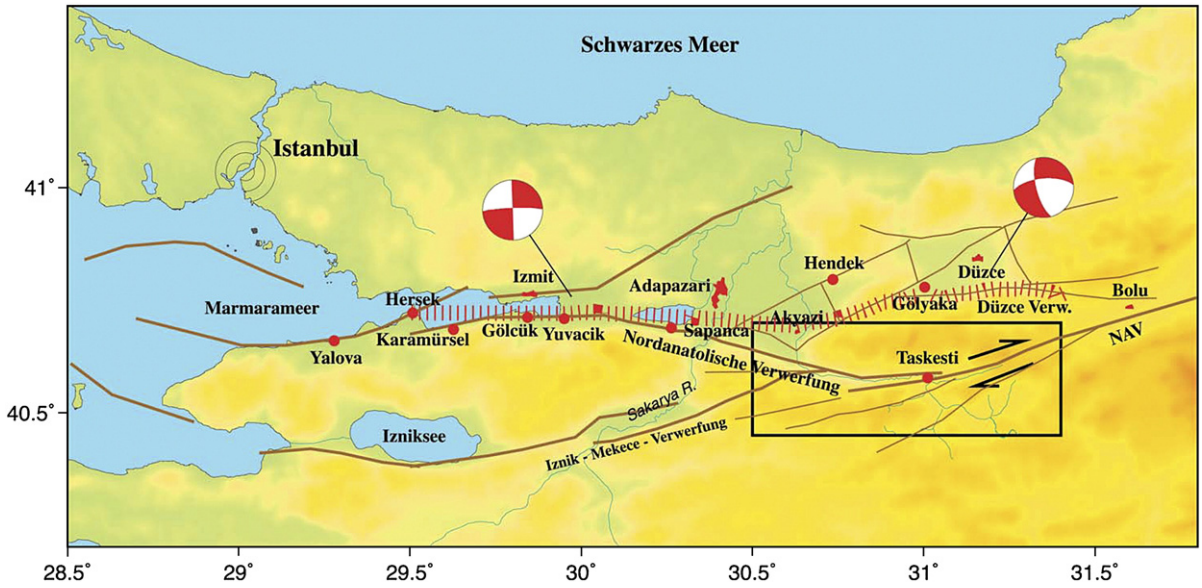 Schwarzes Meer
Istanbul
41°
Izmit
Adapazari
Hendek
Düzce
Marmarameer
Hersek
Gölyaka
Düzce Verw.
Bolu
Karamürsel
Gölcük
Yuvacik
Sapanca
Akyazi
Yalova
Nordanatolische Verwerfung
Taskesti
NAV
40.5°
Sakarya R.
Izniksee
Iznik - Mekece - Verwerfung
28.5°
29°
29.5°
30°
30.5°
31°
31.5°